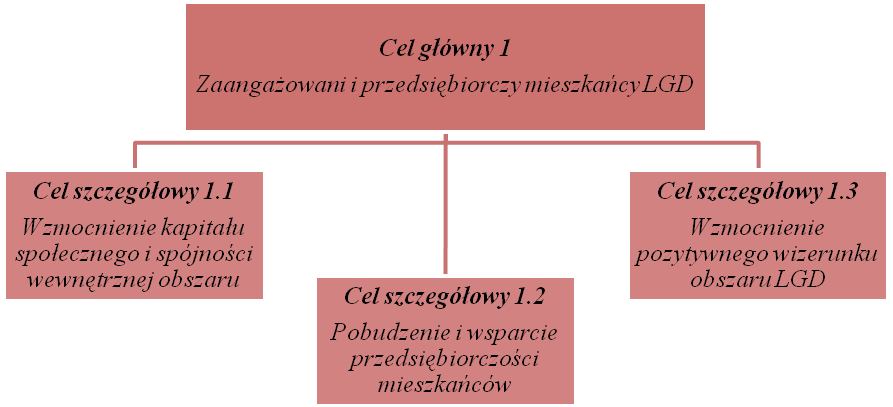 Cel główny 1
Zaangażowani i przedsiębiorczy mieszkańcy LGD
Cel szczegółowy 1.1
Wzmocnienie kapitału
społecznego i spójności
wewnętrznej obszaru
Cel szczegółowy 1.2
Pobudzenie i wsparcie
przedsiębiorczości
mieszkańców
Cel szczegółowy 1.3
Wzmocnienie
pozytywnego wizerunku
obszaru LGD